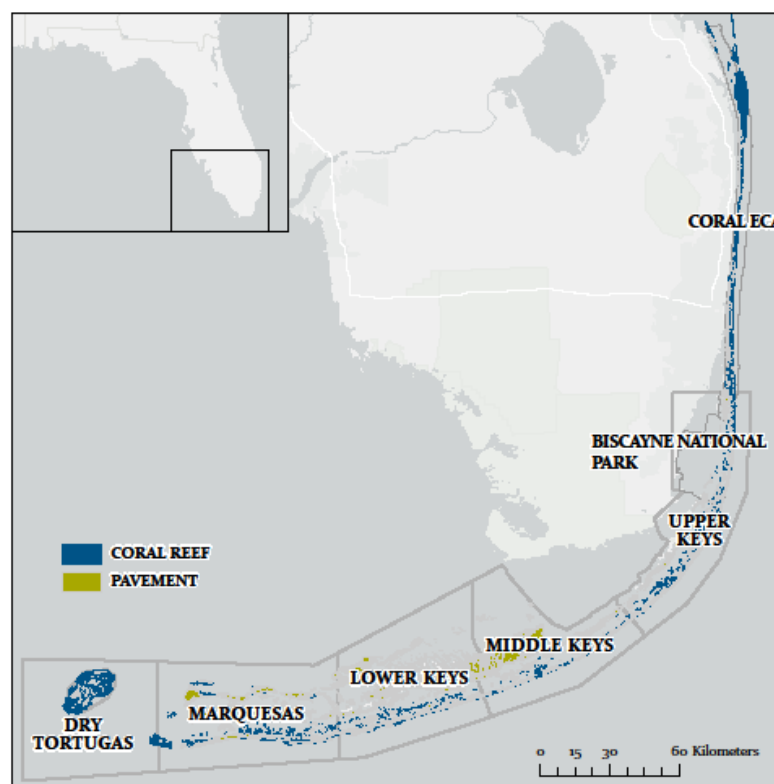 CORAL ECA
BISCAYNE NATIONAL
PARK
UPPER
KEYS
CORAL REEF
PAVEMENT
MIDDLE KEYS
LOWER KEYS
MARQUESAS
DRY
TORTUGAS
0 15 30 60 Kilometers